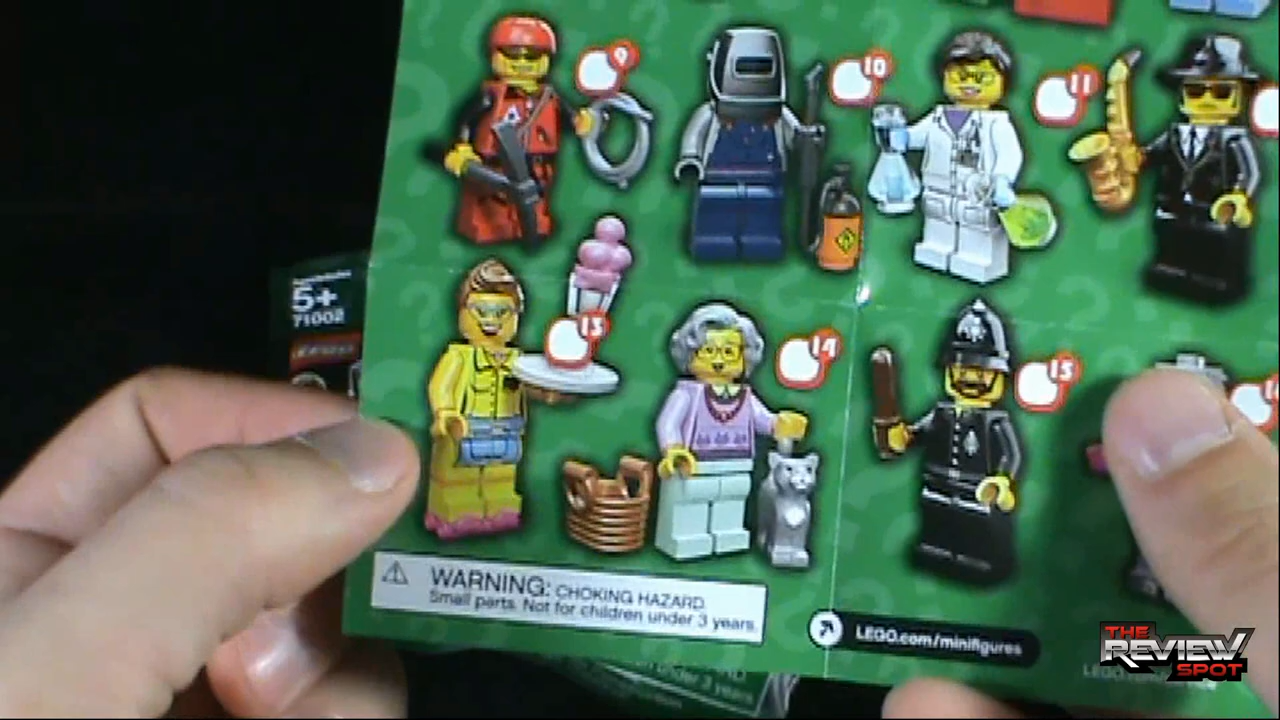 9
10
11
5+
71002
13
14
15
WARNING: CHOKING HAZARD.
Small parts. Not for children under 3 years.
LEGO.com/minifigures
THE
REVIEW
SPOT